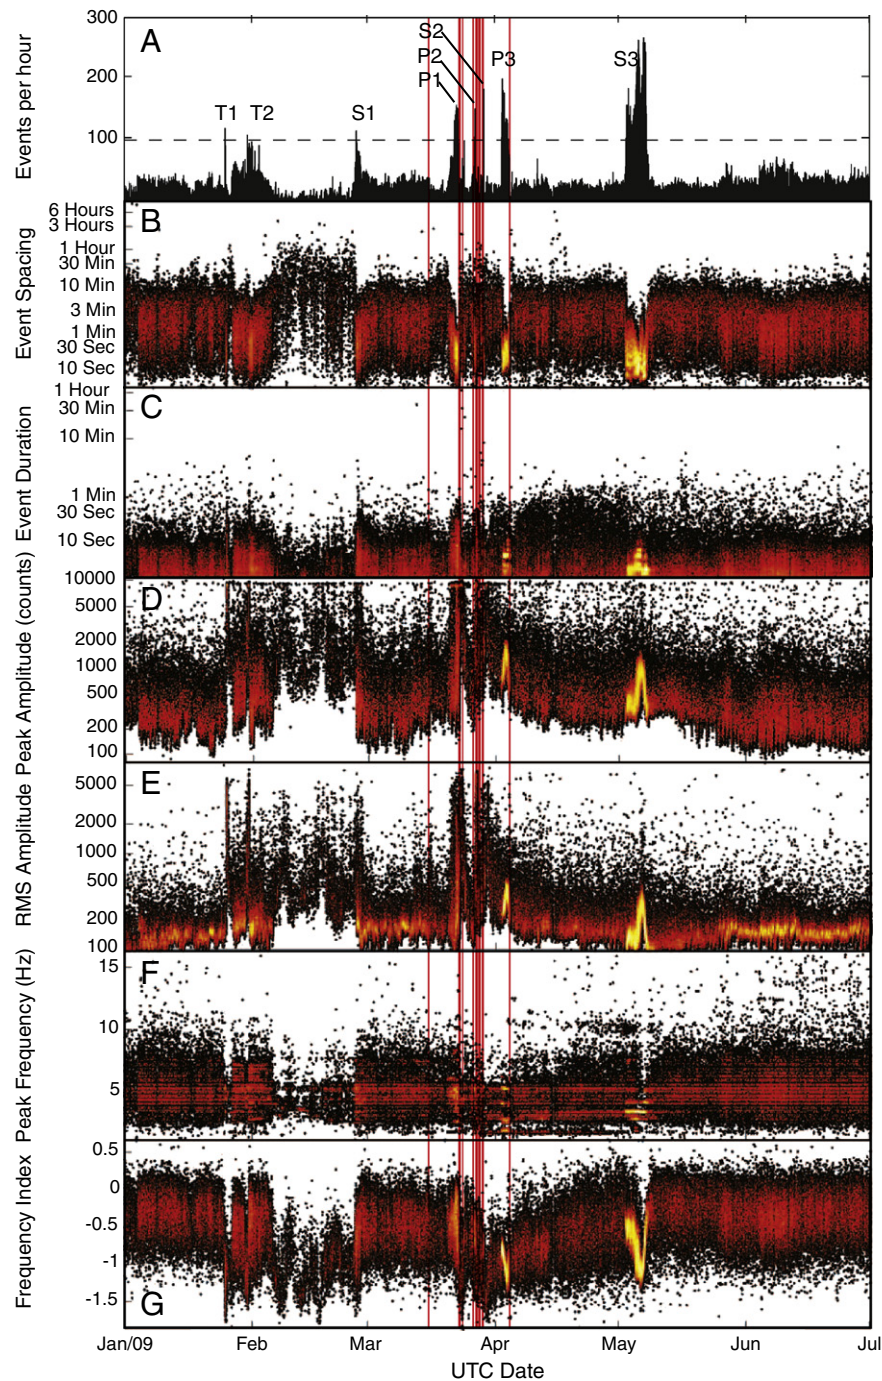 300
A
S2
Events per hour
200
P2
P3
S3
P1
T1
T2
S1
100
6 Hours
B
3 Hours
1 Hour
30 Min
Event Spacing
10 Min
3 Min
1 Min
30 Sec
10 Sec
1 Hour
C
30 Min
Event Duration
10 Min
1 Min
30 Sec
10 Sec
10000
D
Peak Amplitude (counts)
5000
2000
1000
500
200
100
E
RMS Amplitude
5000
2000
1000
500
200
100
F
Peak Frequency (Hz)
15
10
5
0.5
Frequency Index
0
-0.5
-1
-1.5
G
Jan/09
Feb
Mar
Apr
May
Jun
Jul
UTC Date